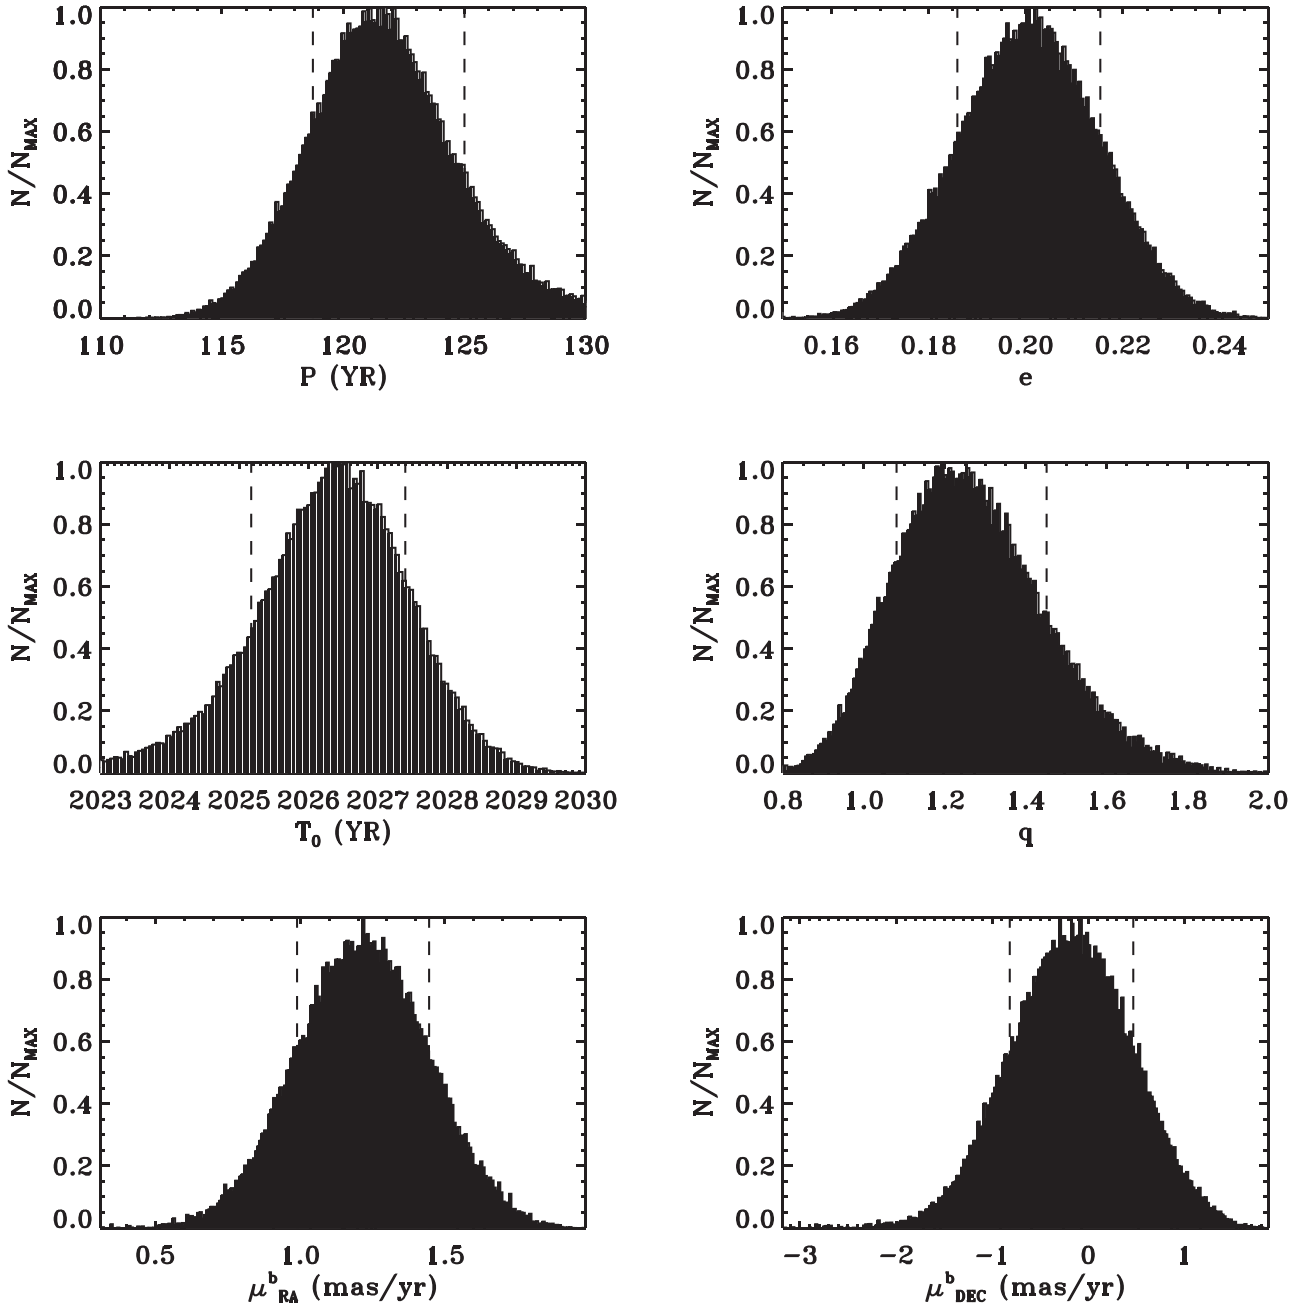 1.0
0.8
0.6
0.4
0.2
0.0
N/N_MAX
110 115 120 125 130
P (YR)
1.0
0.8
0.6
0.4
0.2
0.0
N/N_MAX
0.16 0.18 0.20 0.22 0.24
e
1.0
0.8
0.6
0.4
0.2
0.0
N/N_MAX
2023 2024 2025 2026 2027 2028 2029 2030
T_0 (YR)
1.0
0.8
0.6
0.4
0.2
0.0
N/N_MAX
0.8 1.0 1.2 1.4 1.6 1.8 2.0
q
1.0
0.8
0.6
0.4
0.2
0.0
N/N_MAX
0.5 1.0 1.5
μ^b_RA (mas/yr)
1.0
0.8
0.6
0.4
0.2
0.0
N/N_MAX
−3 −2 −1 0 1
μ^b_DEC (mas/yr)